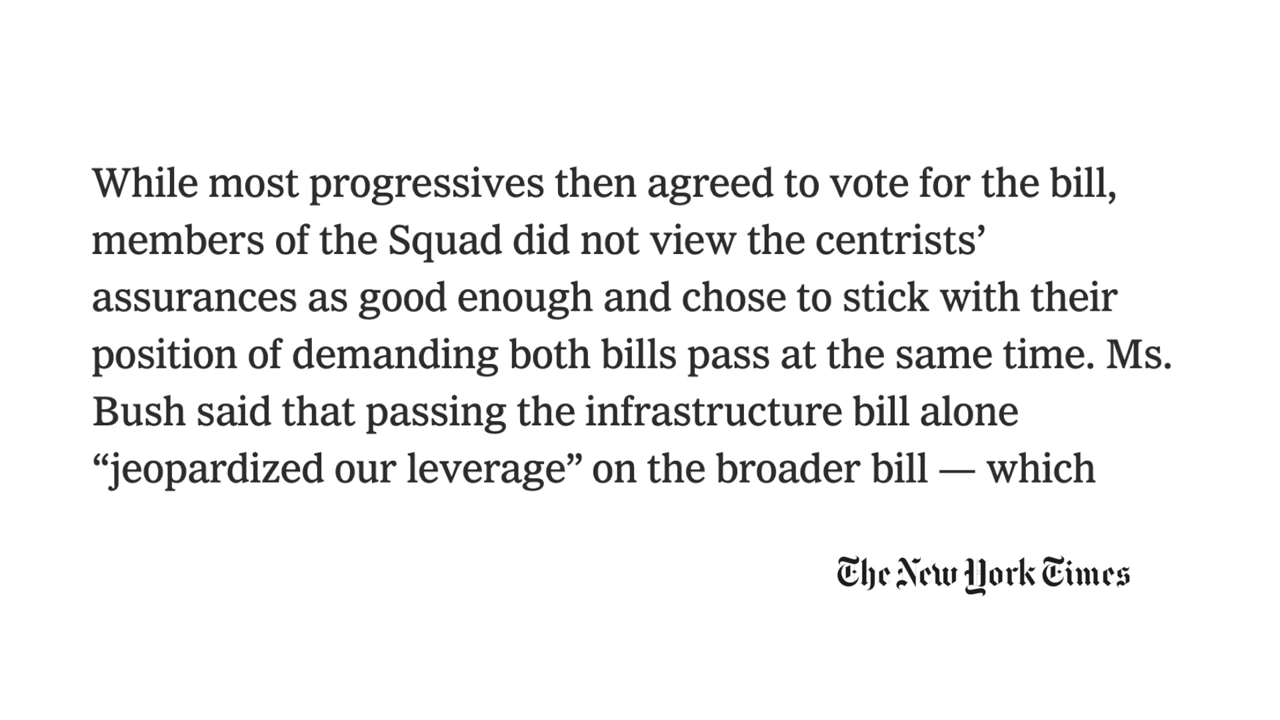 While most progressives then agreed to vote for the bill,
members of the Squad did not view the centrists’
assurances as good enough and chose to stick with their
position of demanding both bills pass at the same time. Ms.
Bush said that passing the infrastructure bill alone
“jeopardized our leverage” on the broader bill — which
The New York Times